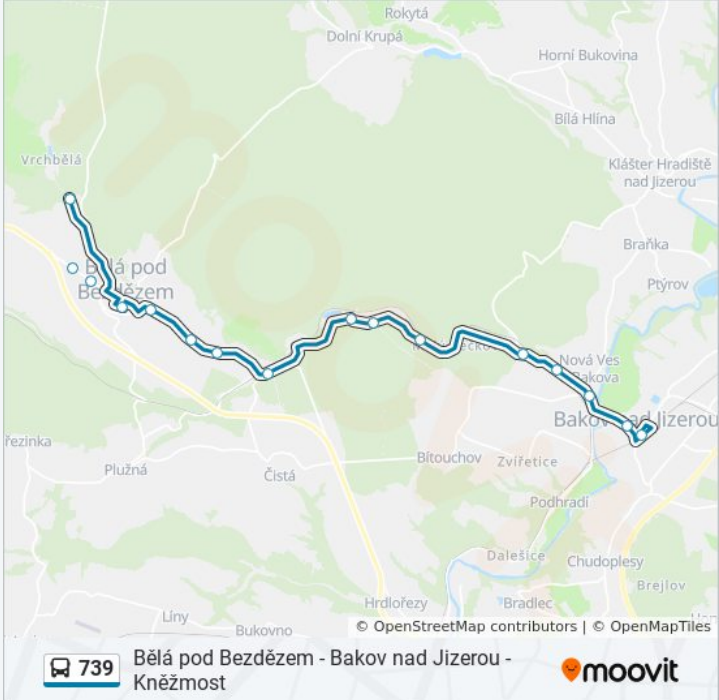 Rokytá
Dolní Krupá
Horní Bukovina
Bílá Hlína
Vrchbělá
Klášter Hradiště
nad Jizerou
Braňka
Bělá pod
Bezdězem
Ptýrov
Nová Ves
Bakova
Bakov nad Jizerou
řezinka
Plužná
Čistá
Bítouchov
Zvířetice
Podhradí
Dalešice
Chudoplesy
Brejlov
Hrdlořezy
Bradlec
Líny
Bukovno
© OpenStreetMap contributors | © OpenMapTiles
739
Bělá pod Bezdězem - Bakov nad Jizerou -
Kněžmost
moovit